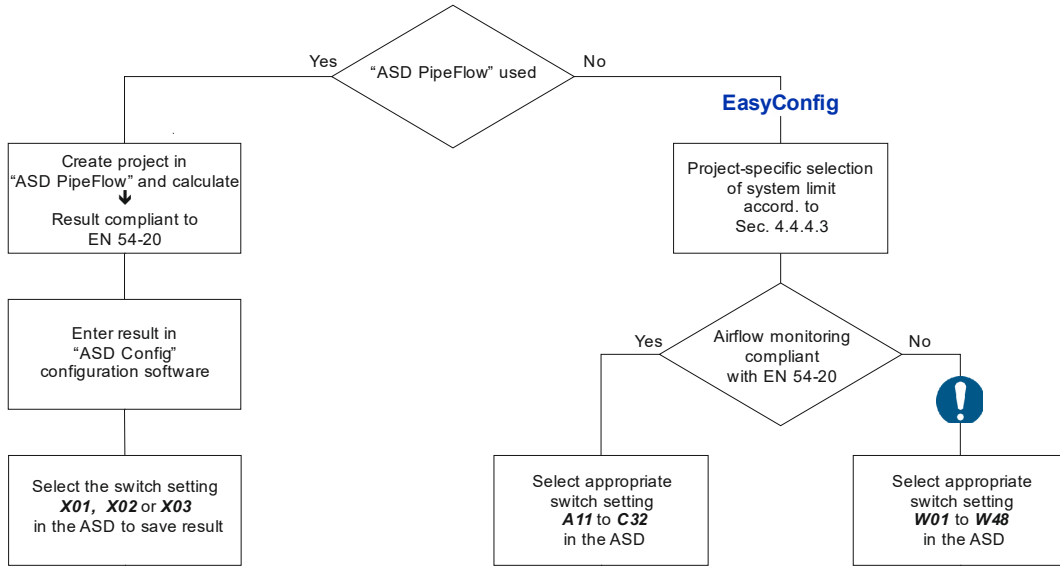 "ASD PipeFlow" used
Yes
No
EasyConfig
Create project in
“ASD PipeFlow” and calculate
Result compliant to
EN 54-20
Project-specific selection
of system limit
accord. to
Sec. 4.4.4.3
Enter result in
“ASD Config”
configuration software
Yes
Airflow monitoring
compliant
with EN 54-20
No
Select the switch setting
X01, X02 or X03
in the ASD to save result
Select appropriate
switch setting
A11 to C32
in the ASD
Select appropriate
switch setting
W01 to W48
in the ASD